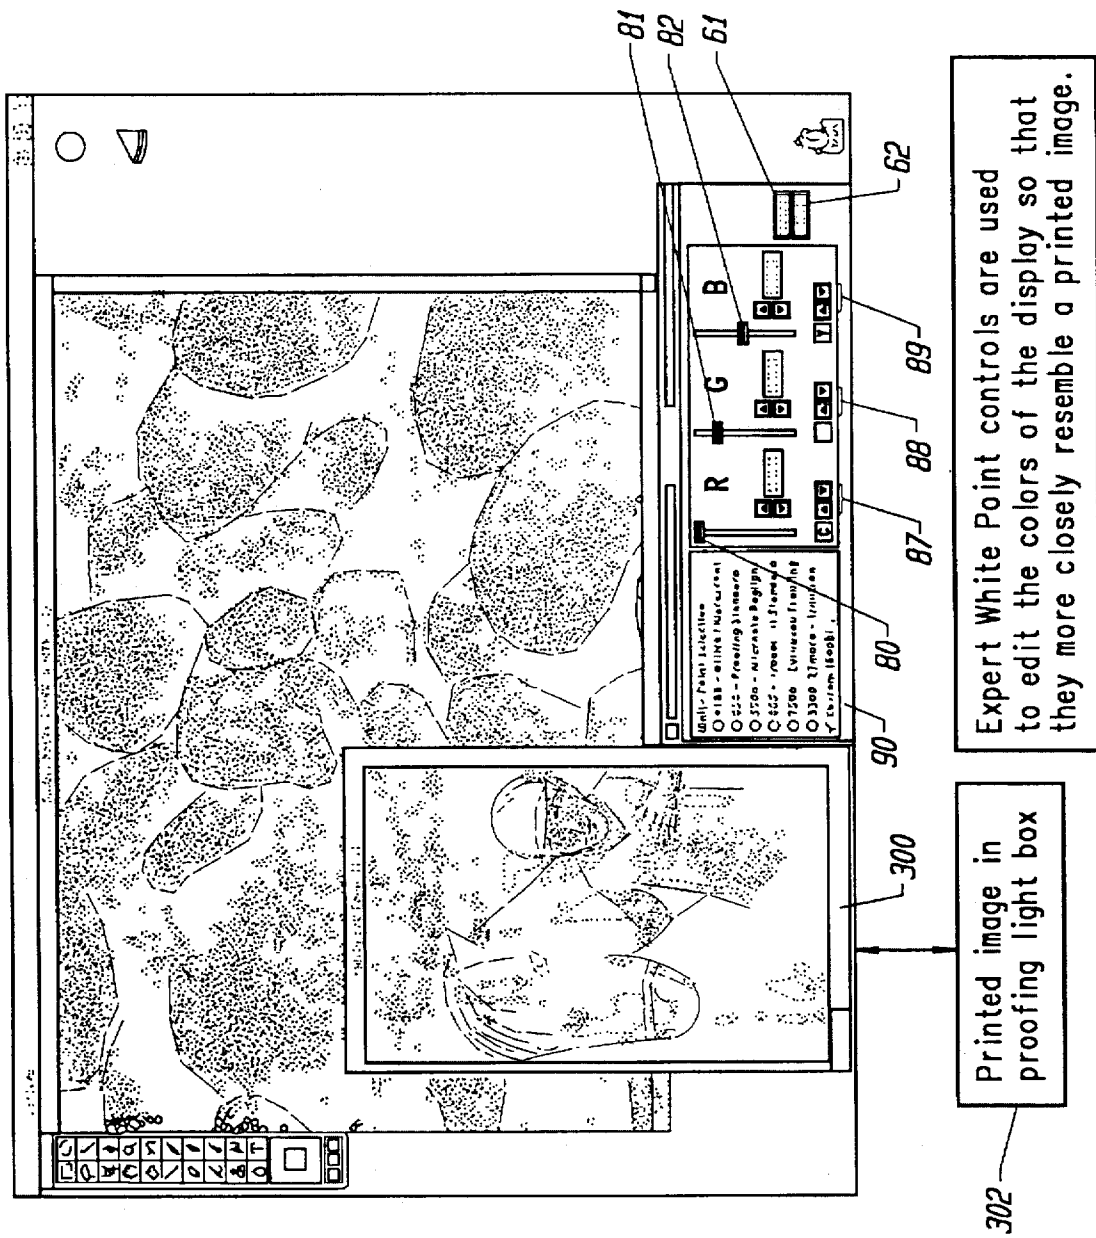 81
82
61
62
R
G
B
C
Y
89
88
87
80
90
300
302
Printed image in
proofing light box
Expert White Point controls are used
to edit the colors of the display so that
they more closely resemble a printed image.